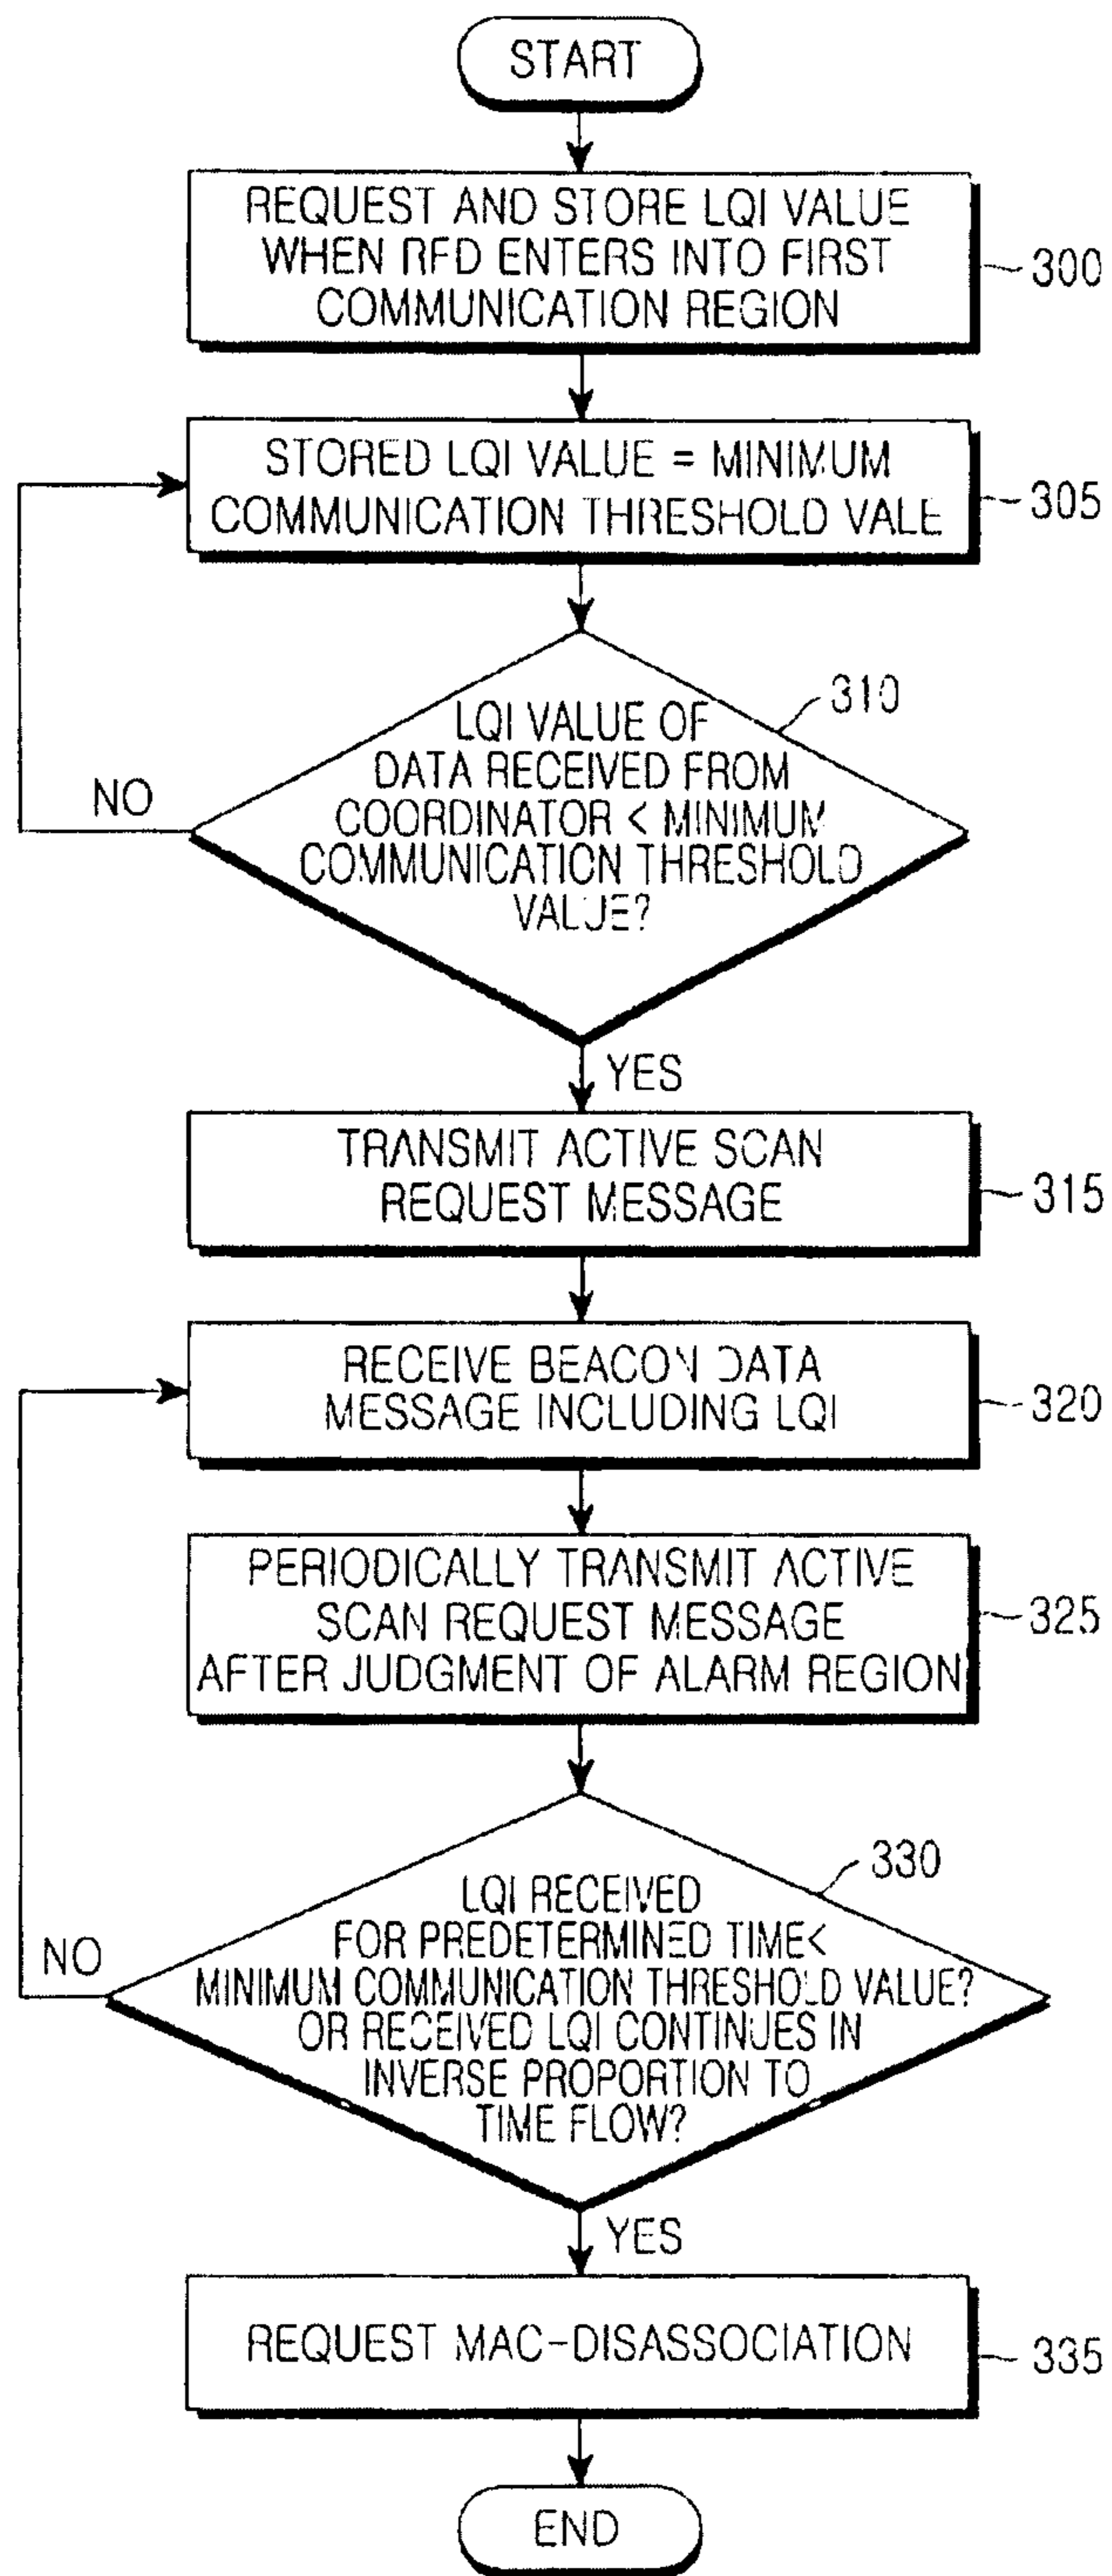 START
REQUEST AND STORE LQI VALUE
WHEN RFD ENTERS INTO FIRST
COMMUNICATION REGION
300
STORED LQI VALUE = MINIMUM
COMMUNICATION THRESHOLD VALE
305
310
LQI VALUE OF
DATA RECEIVED FROM
COORDINATOR < MINIMUM
COMMUNICATION THRESHOLD
VALUE?
NO
YES
TRANSMIT ACTIVE SCAN
REQUEST MESSAGE
315
RECEIVE BEACON DATA
MESSAGE INCLUDING LQI
320
PERIODICALLY TRANSMIT ACTIVE
SCAN REQUEST MESSAGE
AFTER JUDGMENT OF ALARM REGION
325
330
LQI RECEIVED
FOR PREDETERMINED TIME<
MINIMUM COMMUNICATION THRESHOLD VALUE?
OR RECEIVED LQI CONTINUES IN
INVERSE PROPORTION TO
TIME FLOW?
NO
YES
REQUEST MAC-DISASSOCIATION
335
END